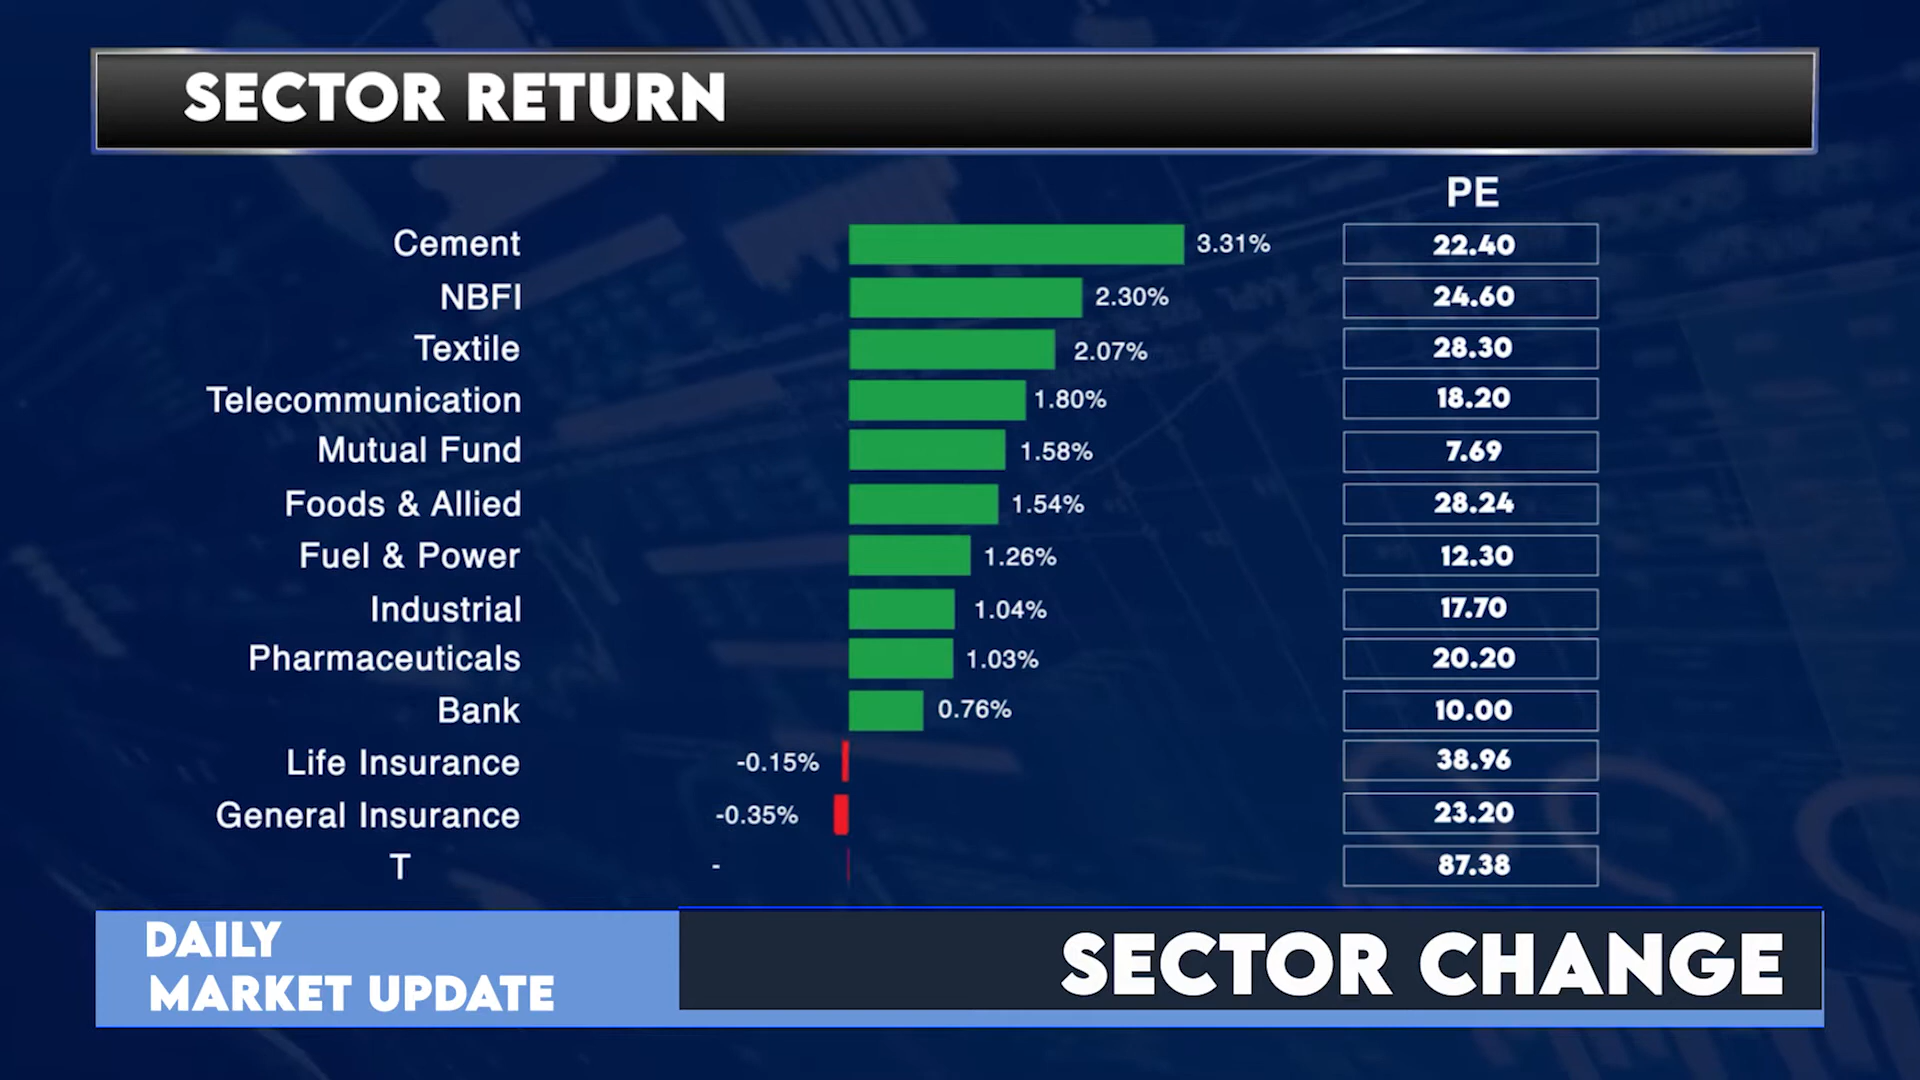 SECTOR RETURN
PE
Cement 3.31% 22.40
NBFI 2.30% 24.60
Textile 2.07% 28.30
Telecommunication 1.80% 18.20
Mutual Fund 1.58% 7.69
Foods & Allied 1.54% 28.24
Fuel & Power 1.26% 12.30
Industrial 1.04% 17.70
Pharmaceuticals 1.03% 20.20
Bank 0.76% 10.00
Life Insurance -0.15% 38.96
General Insurance -0.35% 23.20
T - 87.38
DAILY
MARKET UPDATE
SECTOR CHANGE